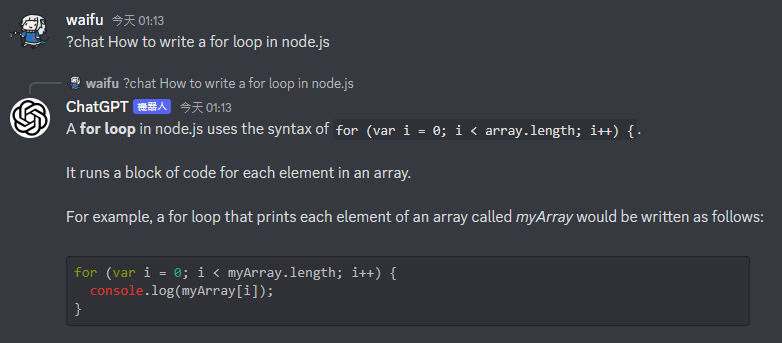 waifu 今天 01:13
?chat How to write a for loop in node.js
waifu ?chat How to write a for loop in node.js
ChatGPT 機器人 今天 01:13
A for loop in node.js uses the syntax of for (var i = 0; i < array.length; i++) {.
It runs a block of code for each element in an array.
For example, a for loop that prints each element of an array called myArray would be written as follows:
for (var i = 0; i < myArray.length; i++) {
  console.log(myArray[i]);
}